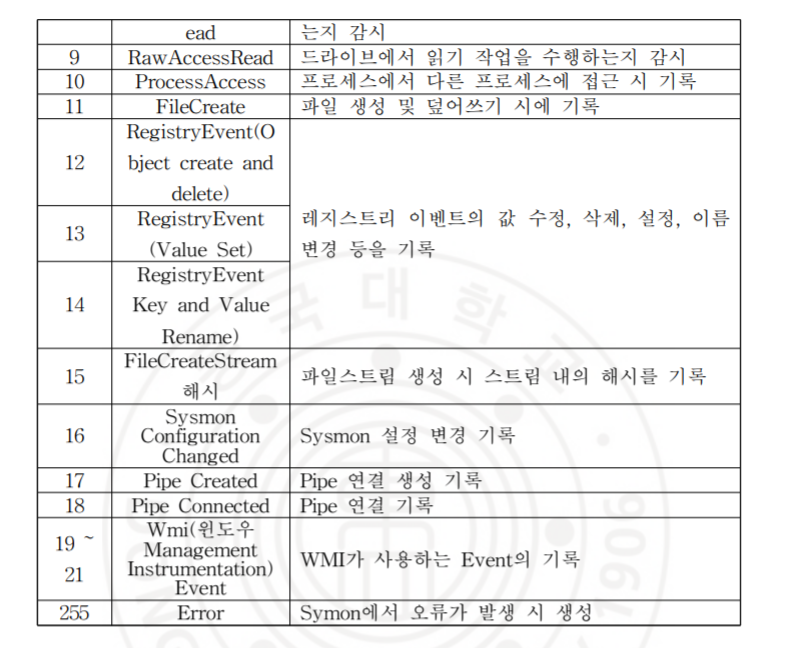 ead 는지 감시
9 RawAccessRead 드라이브에서 읽기 작업을 수행하는지 감시
10 ProcessAccess 프로세스에서 다른 프로세스에 접근 시 기록
11 FileCreate 파일 생성 및 덮어쓰기 시에 기록
RegistryEvent(O
12 bject create and
delete)
13 RegistryEvent 레지스트리 이벤트의 값 수정, 삭제, 설정, 이름
(Value Set) 변경 등을 기록
RegistryEvent
14 Key and Value
Rename)
15 FileCreateStream 파일스트림 생성 시 스트림 내의 해시를 기록
해시
Sysmon
16 Configuration Sysmon 설정 변경 기록
Changed
17 Pipe Created Pipe 연결 생성 기록
18 Pipe Connected Pipe 연결 기록
19 ~ Wmi(윈도우
Management
21 Instrumentation) WMI가 사용하는 Event의 기록
Event
255 Error Symon에서 오류가 발생 시 생성
국대학교
1906